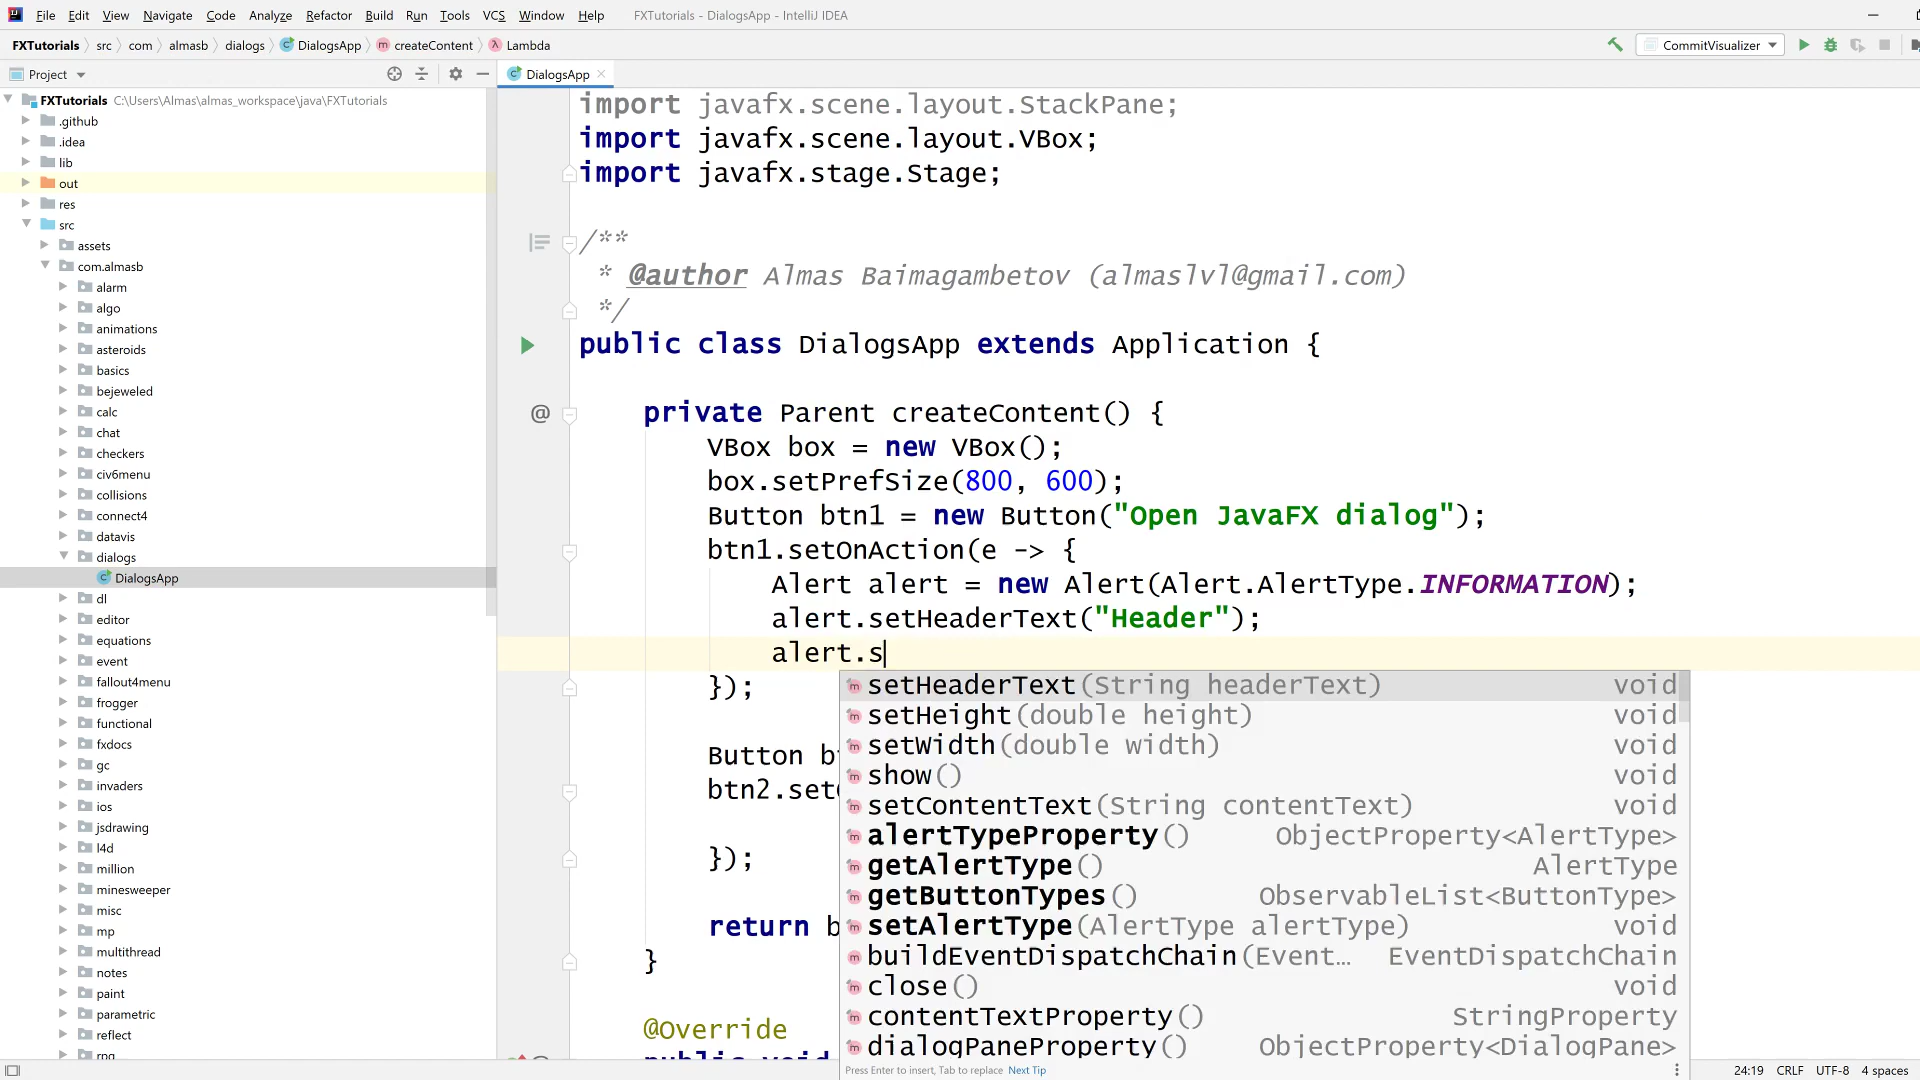 File Edit View Navigate Code Analyze Refactor Build Run Tools VCS Window Help FXTutorials - DialogsApp - IntelliJ IDEA
FXTutorials src com almasb dialogs DialogsApp createContent Lambda CommitVisualizer
Project
DialogsApp
FXTutorials C:\Users\Almas\almas_workspace\java\FXTutorials
.github
.idea
lib
out
res
src
assets
com.almasb
alarm
algo
animations
asteroids
basics
bejeweled
calc
chat
checkers
civ6menu
collisions
connect4
datavis
dialogs
DialogsApp
dl
editor
equations
event
fallout4menu
frogger
functional
fxdocs
gc
invaders
ios
jsdrawing
l4d
million
minesweeper
misc
mp
multithread
notes
paint
parametric
reflect
rpg
import javafx.scene.layout.StackPane;
import javafx.scene.layout.VBox;
import javafx.stage.Stage;
/**
* @author Almas Baimagambetov (almaslvl@gmail.com)
*/
public class DialogsApp extends Application {
@ private Parent createContent() {
VBox box = new VBox();
box.setPrefSize(800, 600);
Button btn1 = new Button("Open JavaFX dialog");
btn1.setOnAction(e -> {
Alert alert = new Alert(Alert.AlertType.INFORMATION);
alert.setHeaderText("Header");
alert.s
});
Button b
btn2.set
});
return b
}
@Override
public void
setHeaderText(String headerText) void
setHeight(double height) void
setWidth(double width) void
show() void
setContentText(String contentText) void
alertTypeProperty() ObjectProperty<AlertType>
getAlertType() AlertType
getButtonTypes() ObservableList<ButtonType>
setAlertType(AlertType alertType) void
buildEventDispatchChain(Event… EventDispatchChain
close() void
contentTextProperty() StringProperty
dialogPaneProperty() ObjectProperty<DialogPane>
Press Enter to insert, Tab to replace Next Tip
24:19 CRLF UTF-8 4 spaces